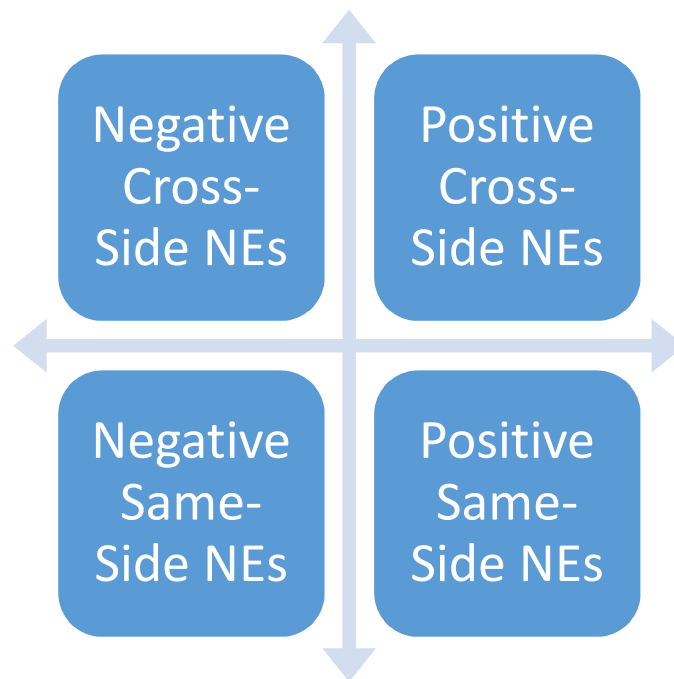 Negative
Cross-
Side NEs
Positive
Cross-
Side NEs
Negative
Same-
Side NEs
Positive
Same-
Side NEs